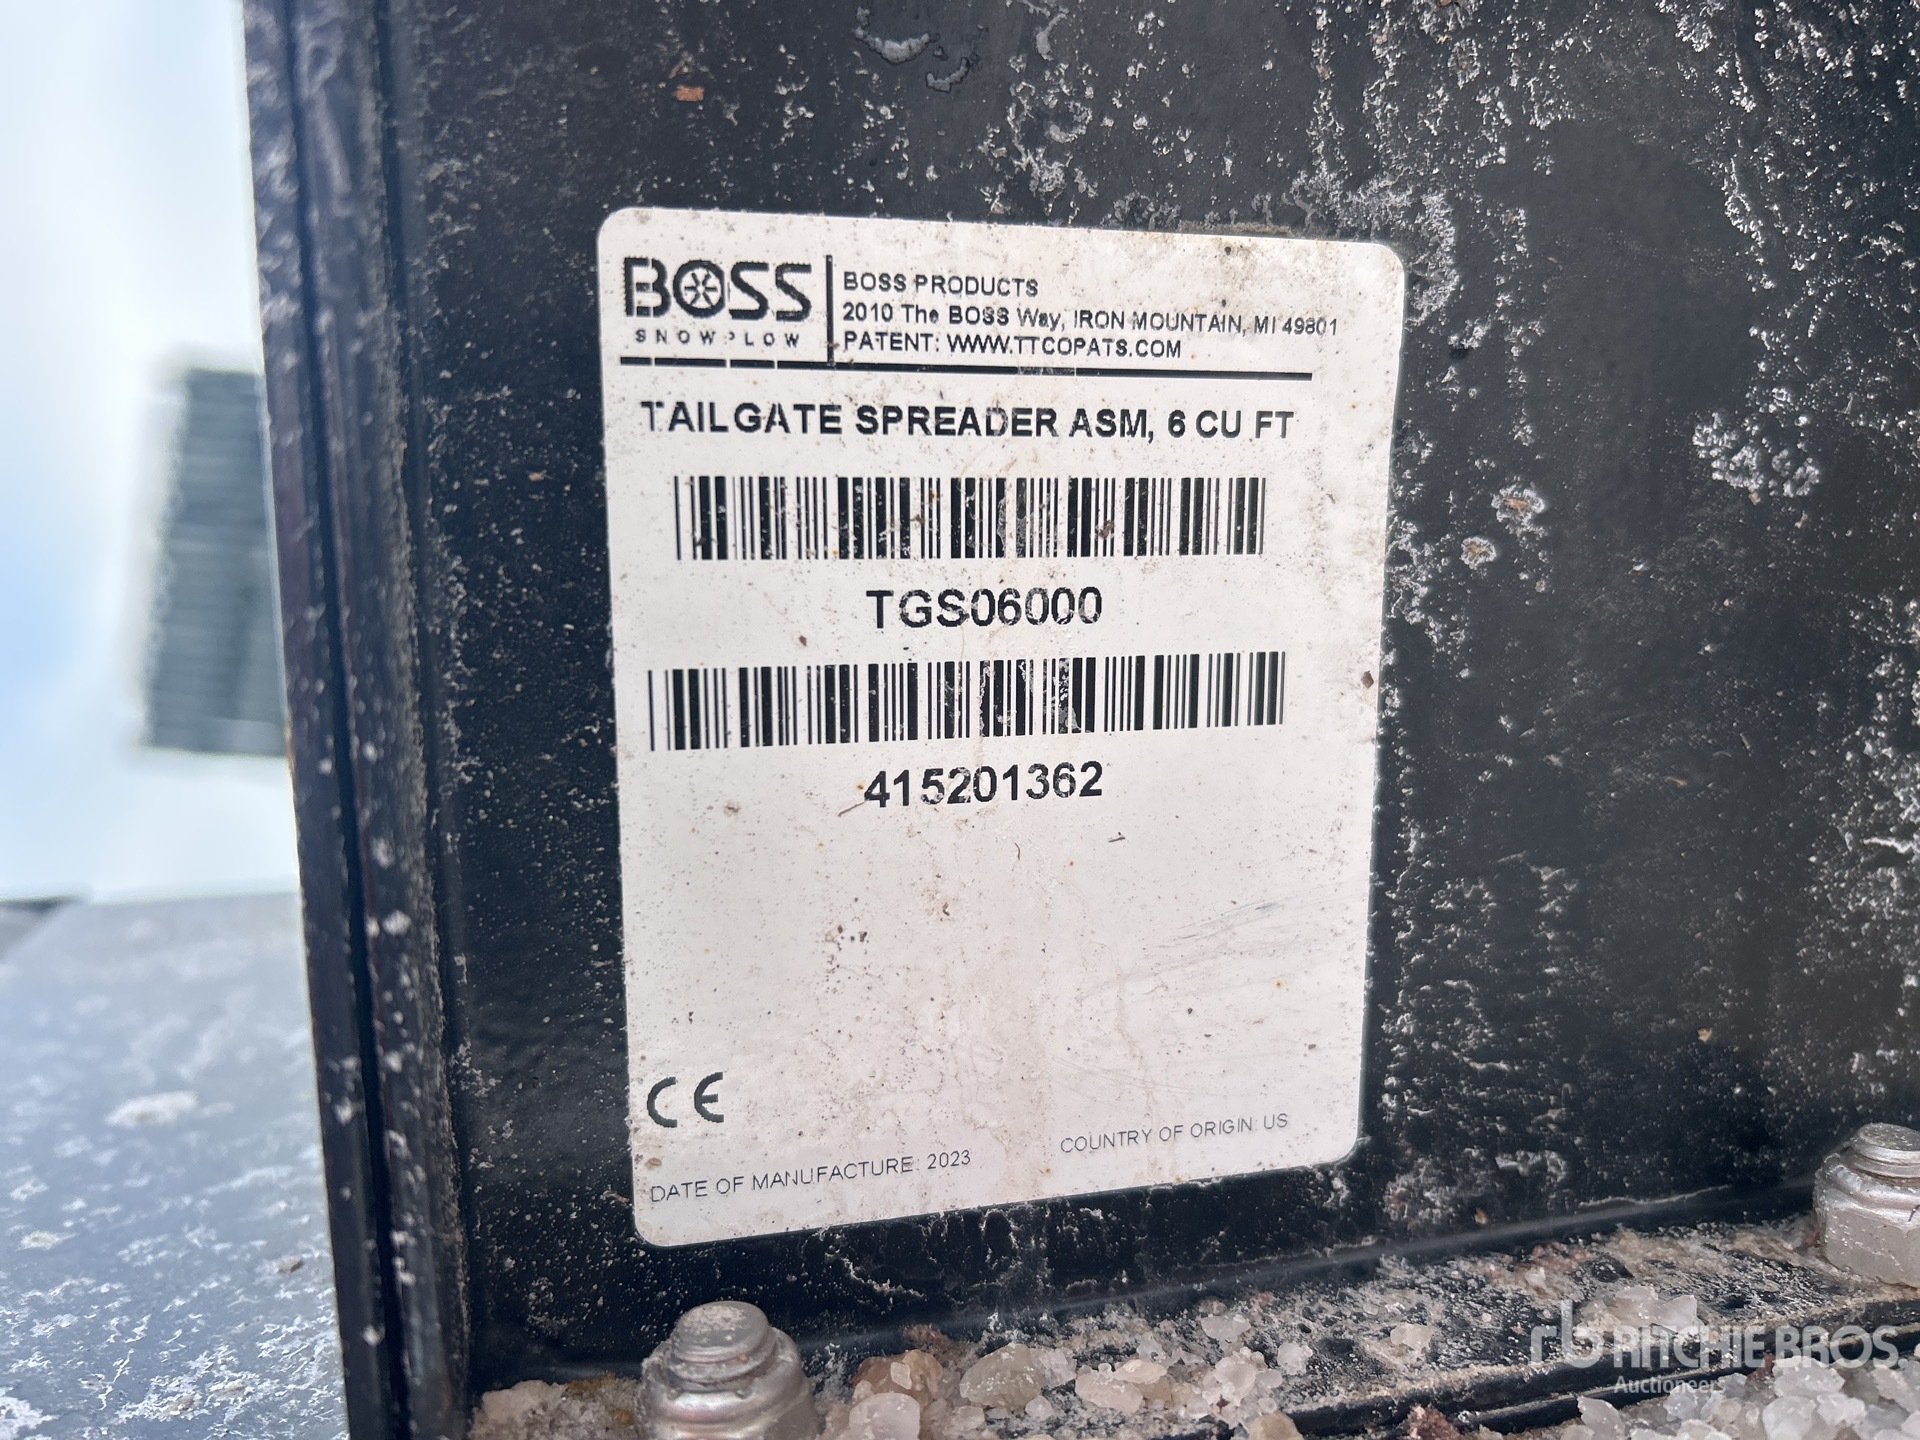 BOSS
SNOWPLOW
BOSS PRODUCTS
2010 The BOSS Way, IRON MOUNTAIN, MI 49801
PATENT: WWW.TTCOPATS.COM
TAILGATE SPREADER ASM, 6 CU FT
TGS06000
415201362
CE
DATE OF MANUFACTURE: 2023
COUNTRY OF ORIGIN: US
rb RITCHIE BROS.
Auctioneers